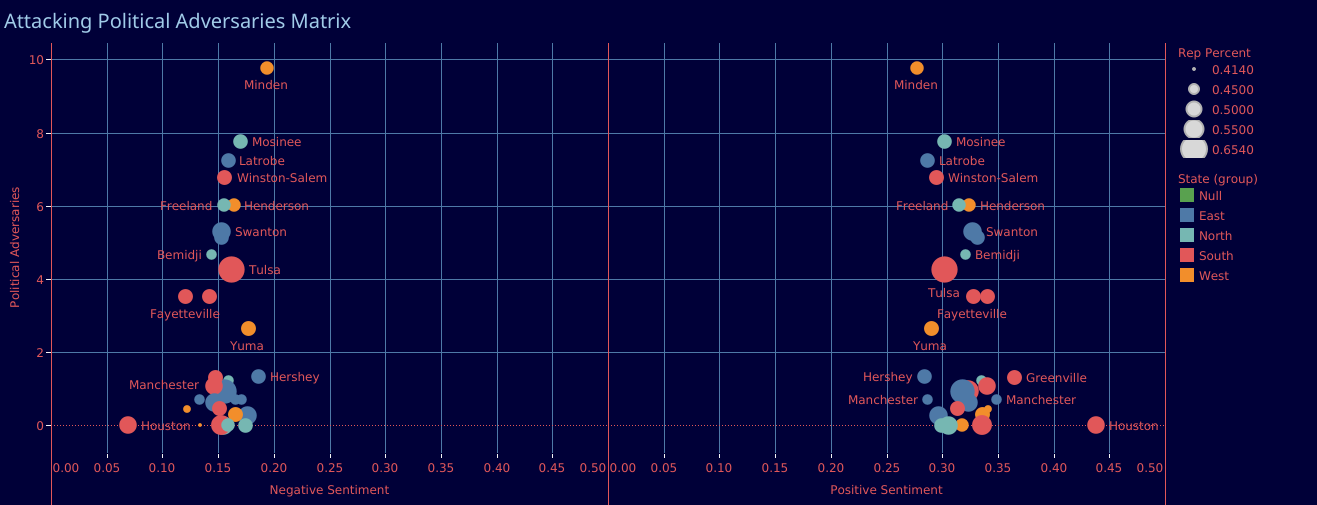 Attacking Political Adversaries Matrix
Political Adversaries
10
8
6
4
2
0
Minden
Mosinee
Latrobe
Winston-Salem
Freeland
Henderson
Swanton
Bemidji
Tulsa
Fayetteville
Yuma
Hershey
Manchester
Houston
0.00 0.05 0.10 0.15 0.20 0.25 0.30 0.35 0.40 0.45 0.50
Negative Sentiment
Minden
Mosinee
Latrobe
Winston-Salem
Freeland
Henderson
Swanton
Bemidji
Tulsa
Fayetteville
Yuma
Hershey
Greenville
Manchester
Manchester
Houston
0.00 0.05 0.10 0.15 0.20 0.25 0.30 0.35 0.40 0.45 0.50
Positive Sentiment
Rep Percent
0.4140
0.4500
0.5000
0.5500
0.6540
State (group)
Null
East
North
South
West